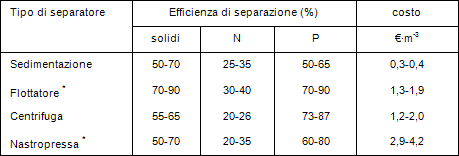 Tipo di separatore Efficienza di separazione (%) costo
solidi N P €·m-3
Sedimentazione 50-70 25-35 50-65 0,3-0,4
Flottatore * 70-90 30-40 70-90 1,3-1,9
Centrifuga 55-65 20-26 73-87 1,2-2,0
Nastropressa * 50-70 20-35 60-80 2,9-4,2